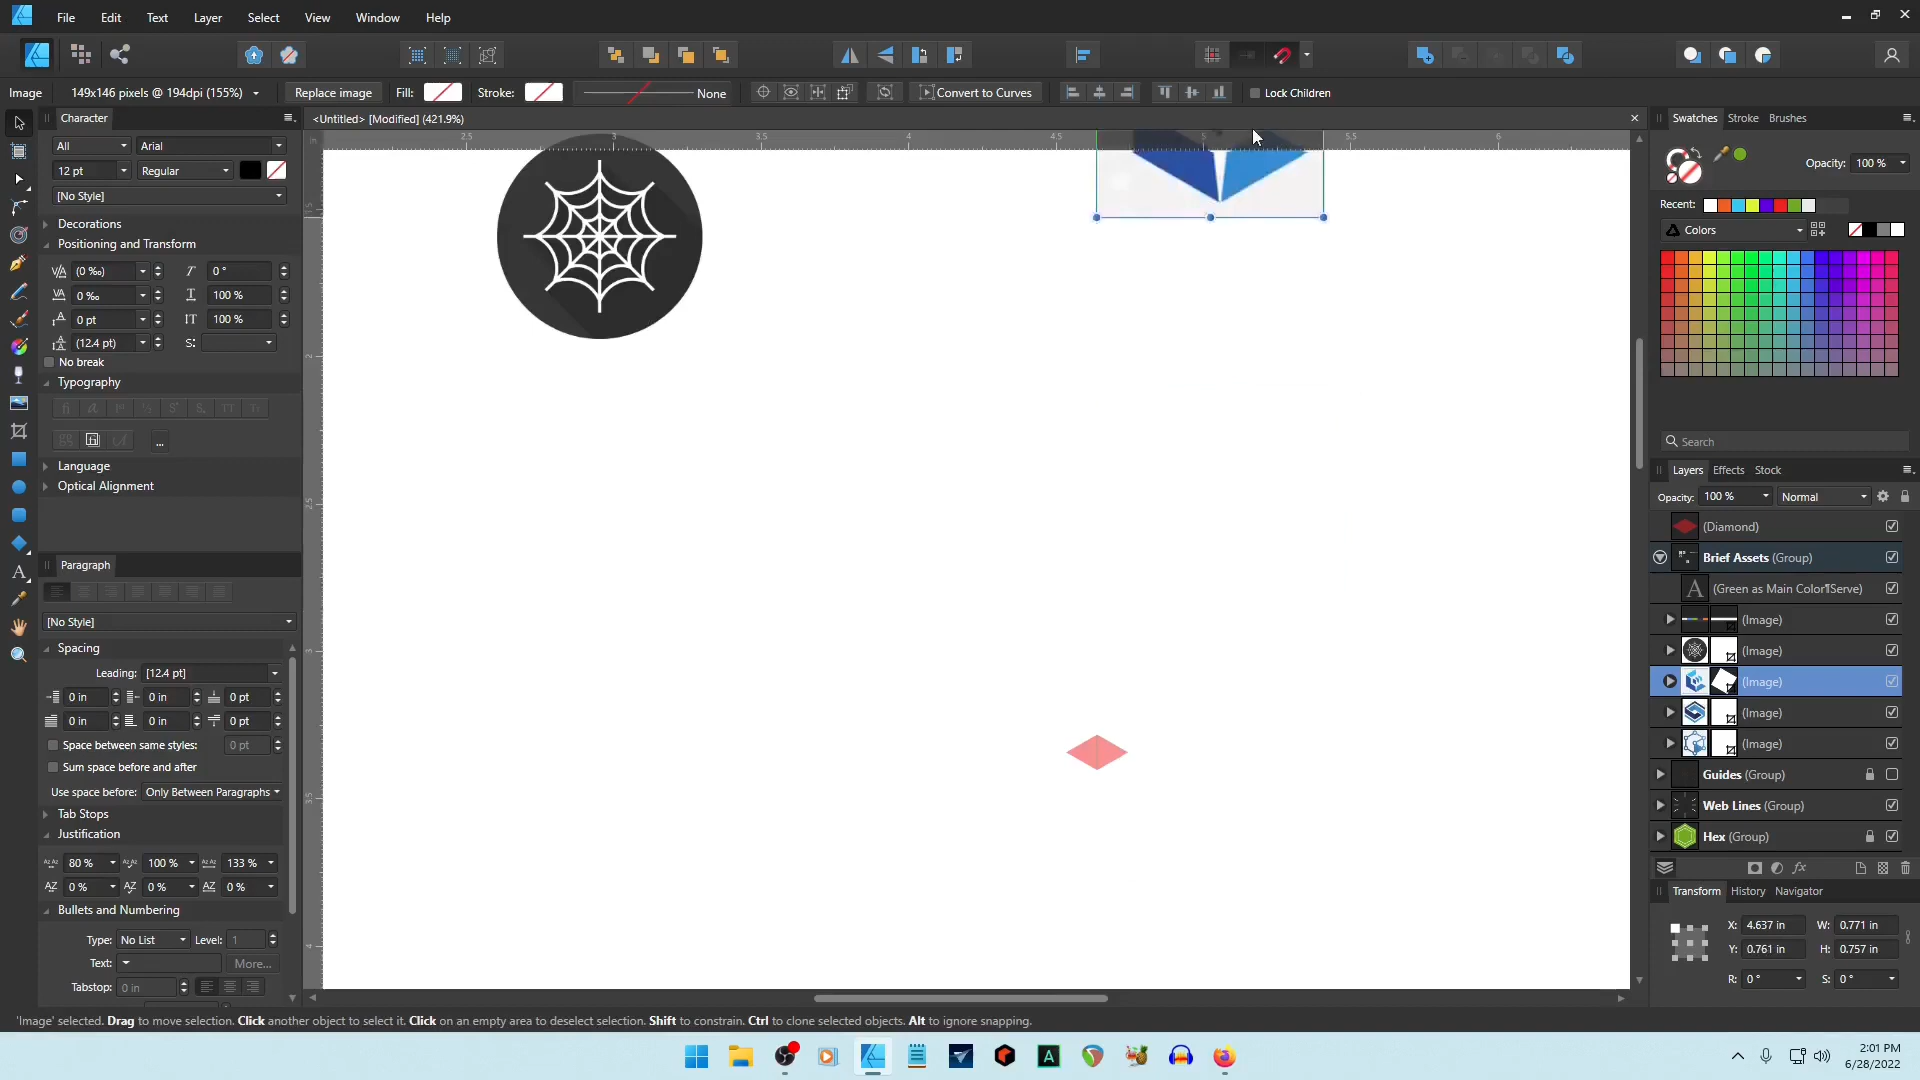 File Edit Text Layer Select View Window Help
Image 149x146 pixels @ 194dpi (155%) Replace image Fill: Stroke: None Convert to Curves Lock Children
Character
<Untitled> [Modified] (421.9%)
Swatches Stroke Brushes
All Arial
12 pt Regular
[No Style]
Opacity: 100 %
Recent:
Colors
Decorations
Positioning and Transform
(0 ‰) 0 °
0 ‰ 100 %
0 pt 100 %
(12.4 pt) S:
No break
Typography
...
Language
Optical Alignment
Search
Layers Effects Stock
Opacity: 100 % Normal
(Diamond)
Brief Assets (Group)
(Green as Main Color¶Serve)
(Image)
(Image)
(Image)
(Image)
(Image)
Guides (Group)
Web Lines (Group)
Hex (Group)
Paragraph
[No Style]
Spacing
Leading: [12.4 pt]
0 in 0 in 0 pt
0 in 0 in 0 pt
Space between same styles: 0 pt
Sum space before and after
Use space before: Only Between Paragraphs
Tab Stops
Justification
80 % 100 % 133 %
0 % 0 % 0 %
Bullets and Numbering
Type: No List Level: 1
Text: More...
Tabstop: 0 in
Transform History Navigator
X: 4.637 in W: 0.771 in
Y: 0.761 in H: 0.757 in
R: 0 ° S: 0 °
'Image' selected. Drag to move selection. Click another object to select it. Click on an empty area to deselect selection. Shift to constrain. Ctrl to clone selected objects. Alt to ignore snapping.
2:01 PM
6/28/2022